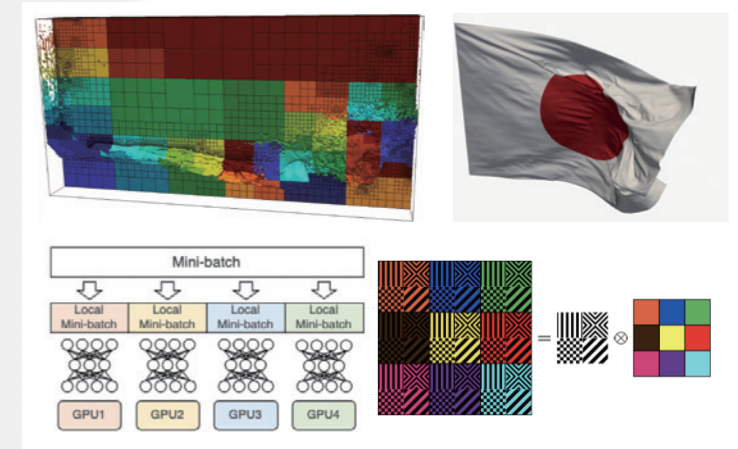 Mini-batch
Local Local Local Local
Mini-batch Mini-batch Mini-batch Mini-batch
GPU1 GPU2 GPU3 GPU4
= ⊗